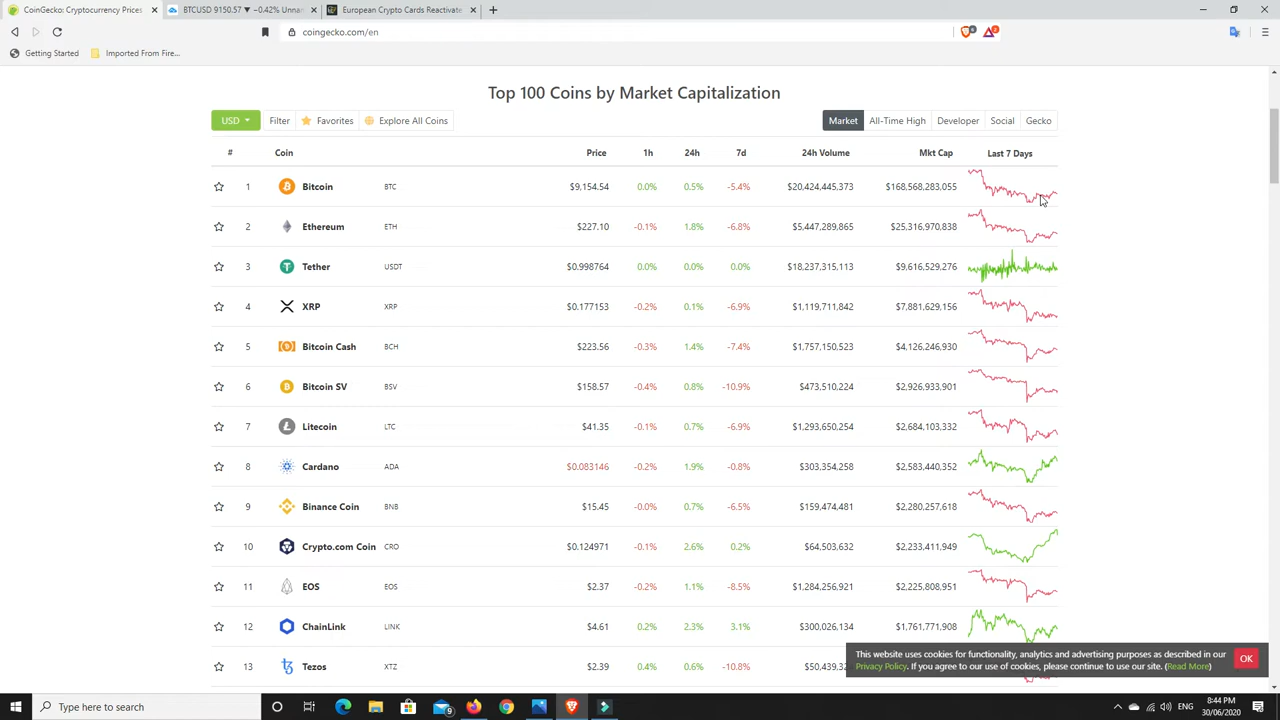 CoinGecko: Cryptocurrency Prices
BTCUSD 9150.57 ▼ −0.42% Unnar
European Crypto Cards Reactivate
coingecko.com/en
Getting Started
Imported From Fire...
Top 100 Coins by Market Capitalization
USD Filter Favorites Explore All Coins Market All-Time High Developer Social Gecko
# Coin Price 1h 24h 7d 24h Volume Mkt Cap Last 7 Days
1 Bitcoin BTC $9,154.54 0.0% 0.5% -5.4% $20,424,445,373 $168,568,283,055
2 Ethereum ETH $227.10 -0.1% 1.8% -6.8% $5,447,289,865 $25,316,970,838
3 Tether USDT $0.998764 0.0% 0.0% 0.0% $18,237,315,113 $9,616,529,276
4 XRP XRP $0.177153 -0.2% 0.1% -6.9% $1,119,711,842 $7,881,629,156
5 Bitcoin Cash BCH $223.56 -0.3% 1.4% -7.4% $1,757,150,523 $4,126,246,930
6 Bitcoin SV BSV $158.57 -0.4% 0.8% -10.9% $473,510,224 $2,926,933,901
7 Litecoin LTC $41.35 -0.1% 0.7% -6.9% $1,293,650,254 $2,684,103,332
8 Cardano ADA $0.083146 -0.2% 1.9% -0.8% $303,354,258 $2,583,440,352
9 Binance Coin BNB $15.45 -0.0% 0.7% -6.5% $159,474,481 $2,280,257,618
10 Crypto.com Coin CRO $0.124971 -0.1% 2.6% 0.2% $64,503,632 $2,233,411,949
11 EOS EOS $2.37 -0.2% 1.1% -8.5% $1,284,256,921 $2,225,808,951
12 ChainLink LINK $4.61 0.2% 2.3% 3.1% $300,026,134 $1,761,771,908
13 Tezos XTZ $2.39 0.4% 0.6% -10.8% $50,439,32
This website uses cookies for functionality, analytics and advertising purposes as described in our
Privacy Policy. If you agree to our use of cookies, please continue to use our site. (Read More)
OK
Type here to search
ENG
8:44 PM
30/06/2020